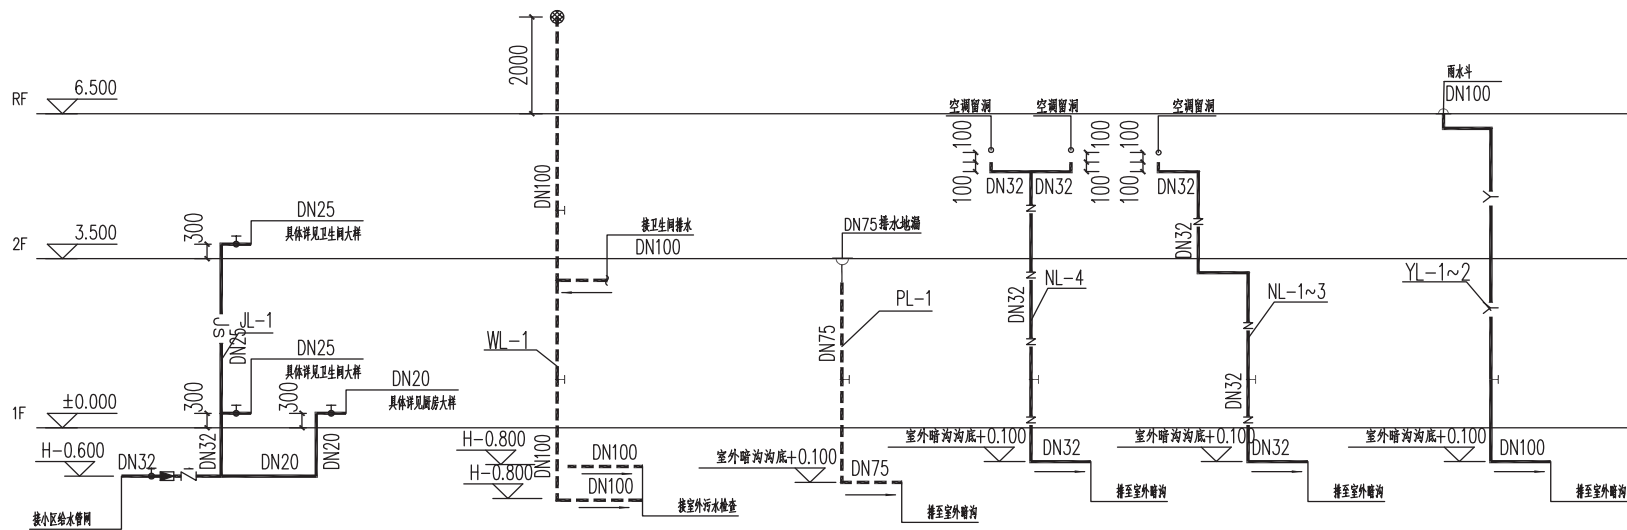 RF
6.500
2000
DN100
雨水斗
DN100
空调留洞
空调留洞
空调留洞
100
100
100
100
100
100
DN32
DN32
DN32
N
N
Y
2F
3.500
300
DN25
具体详见卫生间大样
接卫生间排水
DN100
DN75排水地漏
DN32
JS
JL-1
DN25
WL-1
PL-1
DN75
NL-4
DN32
N
N
NL-1~3
N
YL-1~2
Y
DN25
具体详见卫生间大样
DN20
具体详见厨房大样
1F
±0.000
300
300
DN32
N
N
H-0.600
DN32
DN32
DN20
DN20
H-0.800
DN100
DN100
H-0.800
DN100
室外暗沟沟底+0.100
DN75
室外暗沟沟底+0.100
DN32
室外暗沟沟底+0.100
DN32
室外暗沟沟底+0.100
DN100
接小区给水管网
接室外污水检查
排至室外暗沟
排至室外暗沟
排至室外暗沟
排至室外暗沟